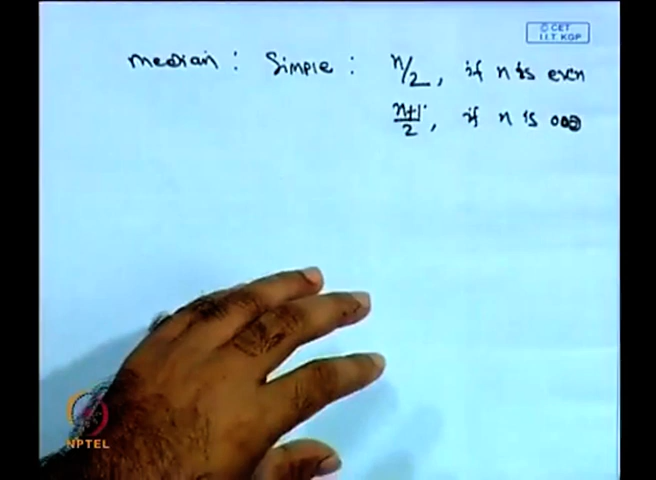 © CET
I.I.T. KGP
median : Simple : n/2, if n is even
n+1/2, if n is odd
NPTEL